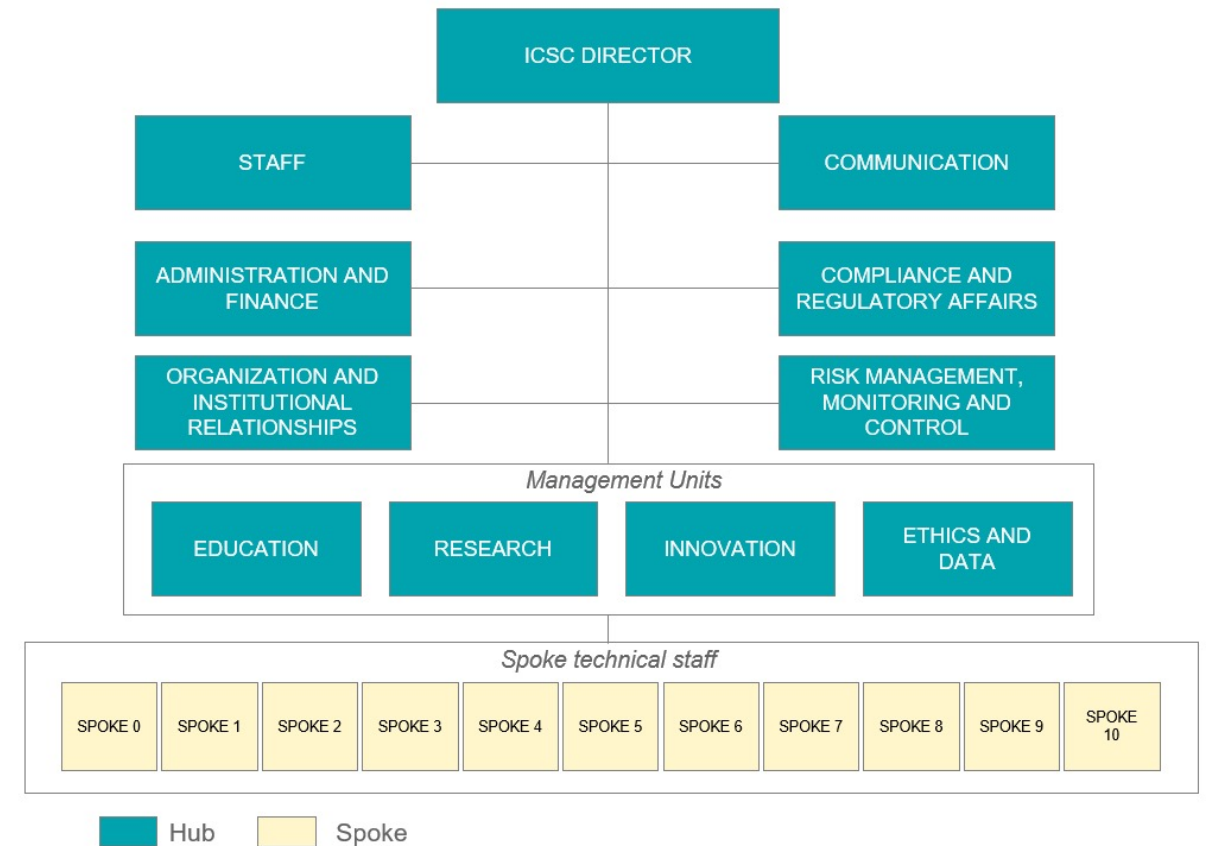 ICSC DIRECTOR
STAFF
COMMUNICATION
ADMINISTRATION AND
FINANCE
COMPLIANCE AND
REGULATORY AFFAIRS
ORGANIZATION AND
INSTITUTIONAL
RELATIONSHIPS
RISK MANAGEMENT,
MONITORING AND
CONTROL
Management Units
EDUCATION
RESEARCH
INNOVATION
ETHICS AND
DATA
Spoke technical staff
SPOKE 0
SPOKE 1
SPOKE 2
SPOKE 3
SPOKE 4
SPOKE 5
SPOKE 6
SPOKE 7
SPOKE 8
SPOKE 9
SPOKE
10
Hub
Spoke